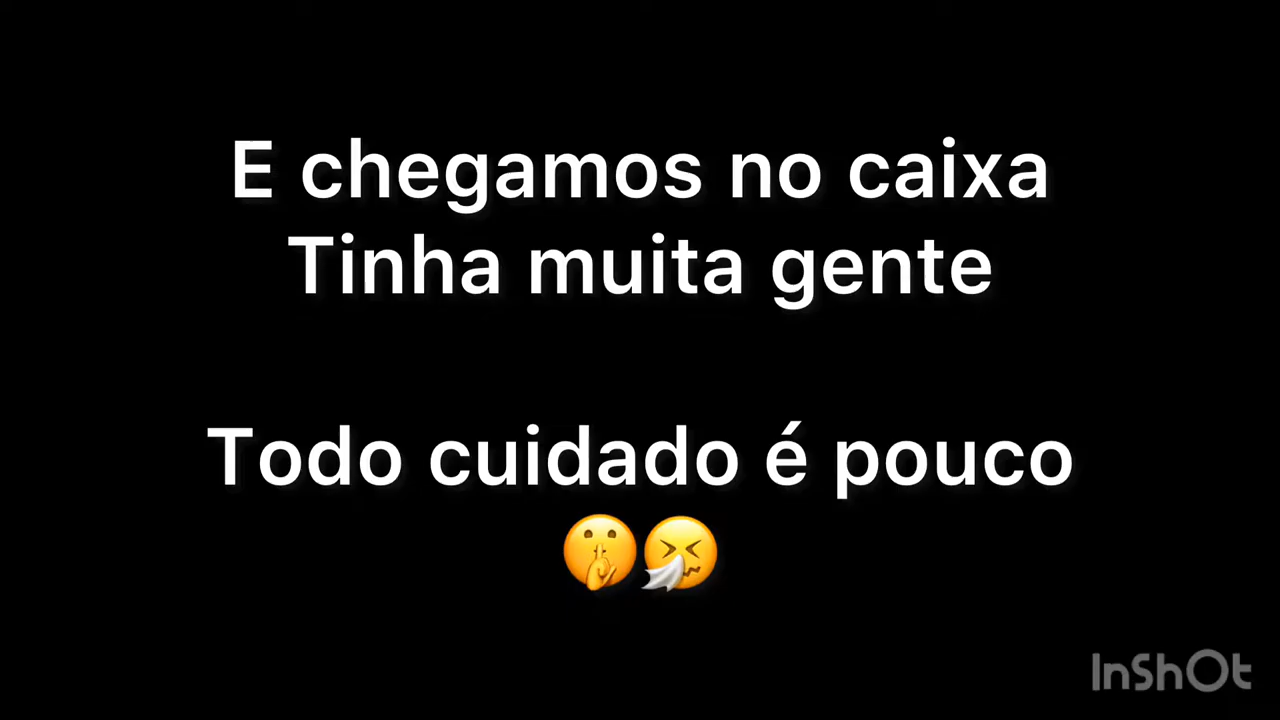 E chegamos no caixa
Tinha muita gente
Todo cuidado é pouco
🤫🤧
InShOt